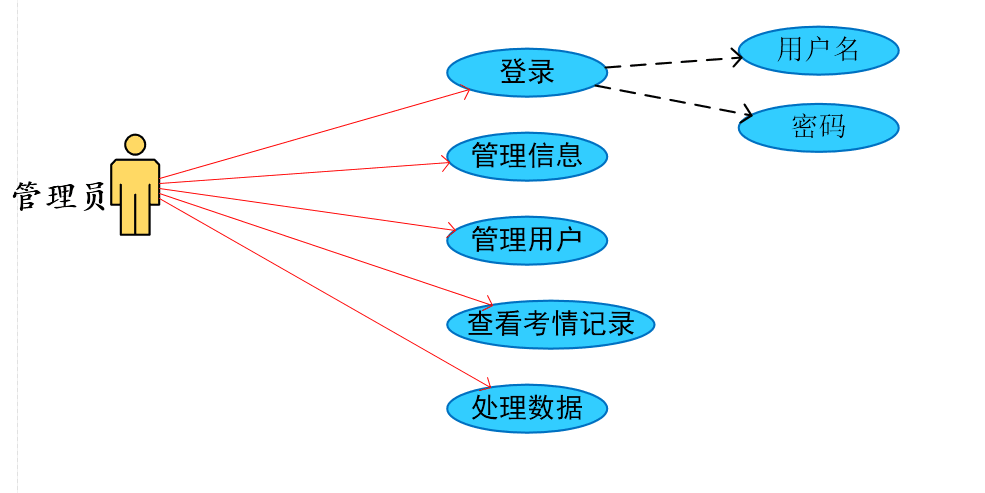 管理员
登录
用户名
密码
管理信息
管理用户
查看考情记录
处理数据